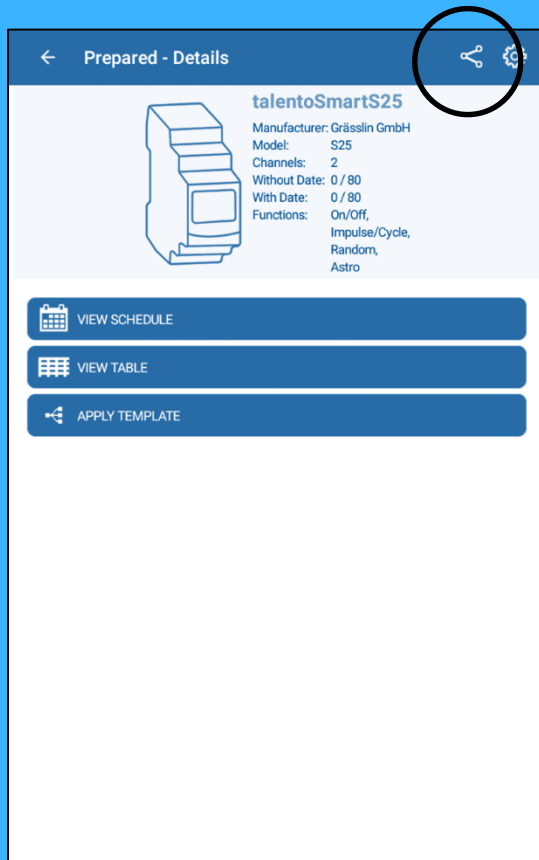 Prepared - Details
talentoSmartS25
Manufacturer: Grässlin GmbH
Model: S25
Channels: 2
Without Date: 0 / 80
With Date: 0 / 80
Functions: On/Off,
Impulse/Cycle,
Random,
Astro
VIEW SCHEDULE
VIEW TABLE
APPLY TEMPLATE